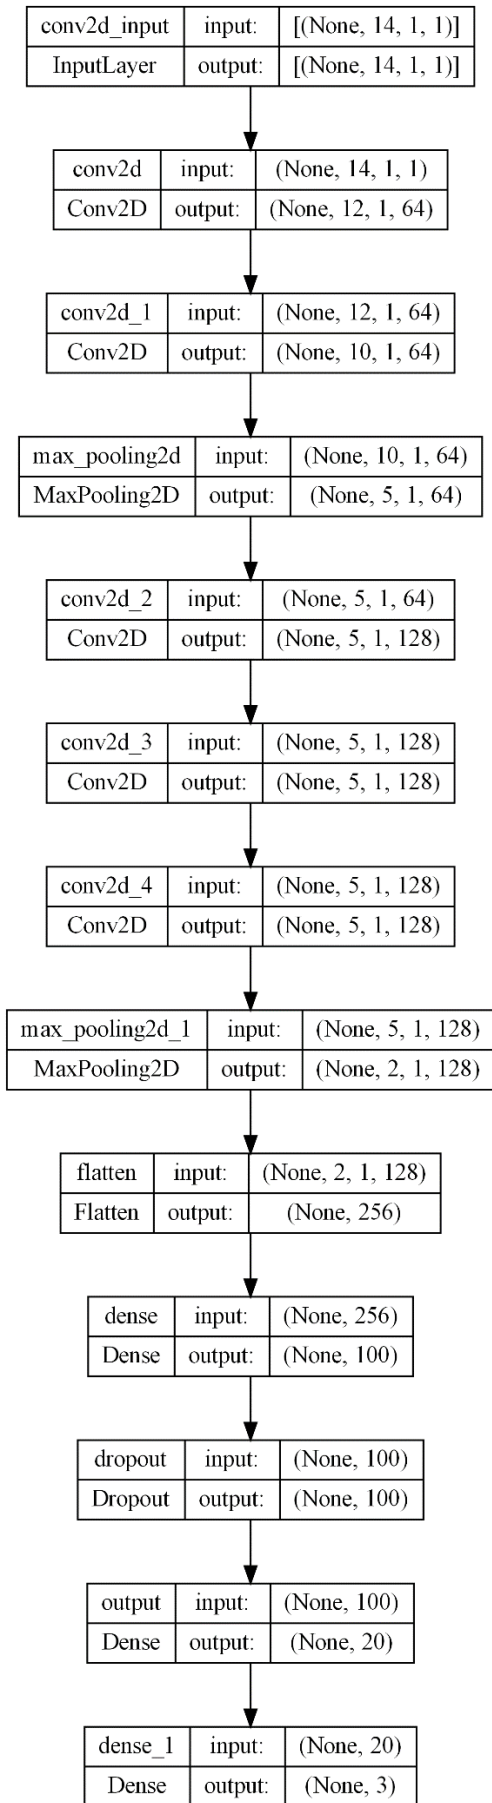 conv2d_input input: [(None, 14, 1, 1)]
InputLayer output: [(None, 14, 1, 1)]
conv2d input: (None, 14, 1, 1)
Conv2D output: (None, 12, 1, 64)
conv2d_1 input: (None, 12, 1, 64)
Conv2D output: (None, 10, 1, 64)
max_pooling2d input: (None, 10, 1, 64)
MaxPooling2D output: (None, 5, 1, 64)
conv2d_2 input: (None, 5, 1, 64)
Conv2D output: (None, 5, 1, 128)
conv2d_3 input: (None, 5, 1, 128)
Conv2D output: (None, 5, 1, 128)
conv2d_4 input: (None, 5, 1, 128)
Conv2D output: (None, 5, 1, 128)
max_pooling2d_1 input: (None, 5, 1, 128)
MaxPooling2D output: (None, 2, 1, 128)
flatten input: (None, 2, 1, 128)
Flatten output: (None, 256)
dense input: (None, 256)
Dense output: (None, 100)
dropout input: (None, 100)
Dropout output: (None, 100)
output input: (None, 100)
Dense output: (None, 20)
dense_1 input: (None, 20)
Dense output: (None, 3)